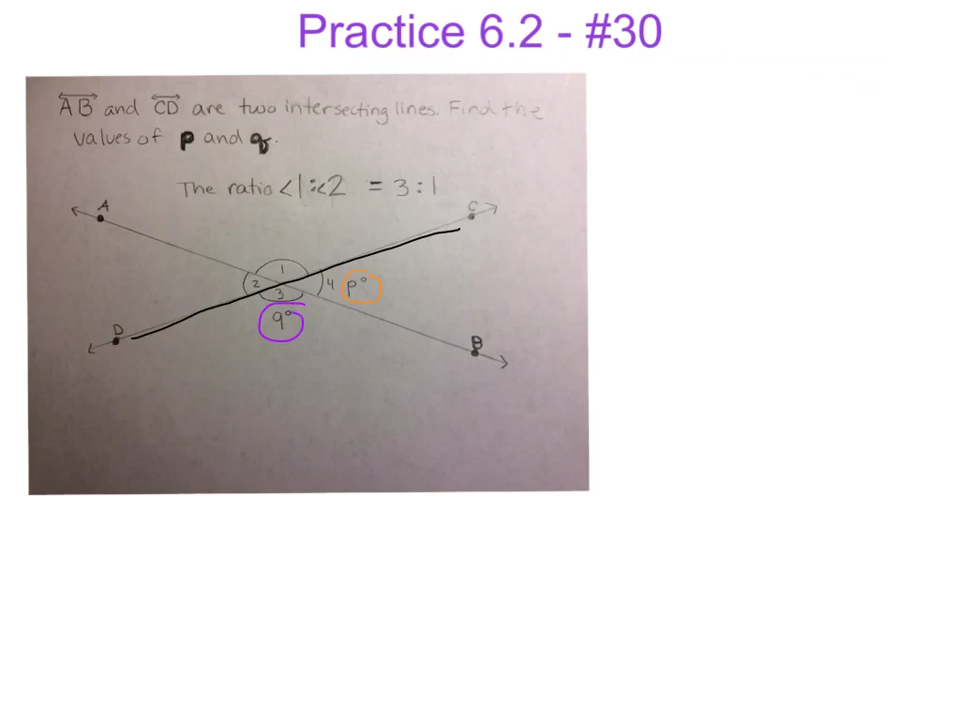 Practice 6.2 - #30
AB and CD are two intersecting lines. Find the
values of p and q.
The ratio <1:<2 = 3:1
A
C
1
2
4 p°
3
q°
D
B